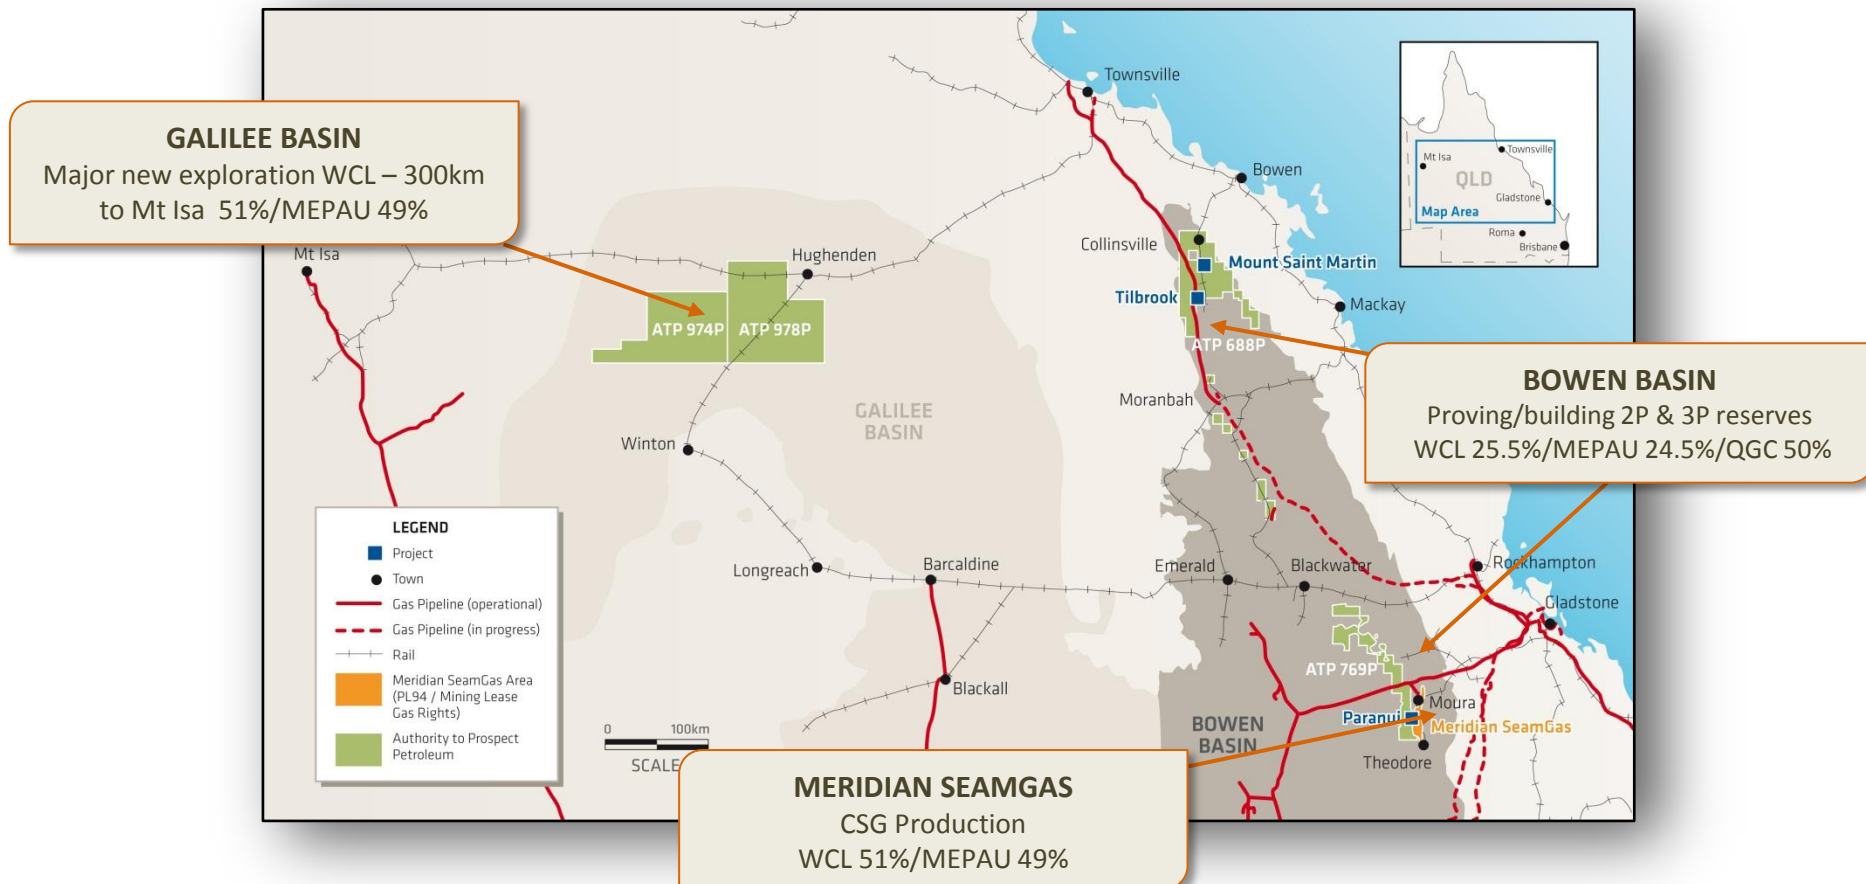 GALILEE BASIN
Major new exploration WCL – 300km
to Mt Isa 51%/MEPAU 49%
Townsville
Bowen
Collinsville
Mount Saint Martin
Tilbrook
Mackay
ATP 688P
Mt Isa
Hughenden
ATP 974P
ATP 978P
Mt Isa
Townsville
QLD
Gladstone
Map Area
Roma
Brisbane
BOWEN BASIN
Proving/building 2P & 3P reserves
WCL 25.5%/MEPAU 24.5%/QGC 50%
Moranbah
GALILEE
BASIN
Winton
Longreach
Barcaldine
Emerald
Blackwater
Rockhampton
Gladstone
ATP 769P
Blackall
Moura
Paranui
Meridian SeamGas
BOWEN
BASIN
Theodore
LEGEND
Project
Town
Gas Pipeline (operational)
Gas Pipeline (in progress)
Rail
Meridian SeamGas Area
(PL94 / Mining Lease
Gas Rights)
Authority to Prospect
Petroleum
0 100km
SCALE
MERIDIAN SEAMGAS
CSG Production
WCL 51%/MEPAU 49%